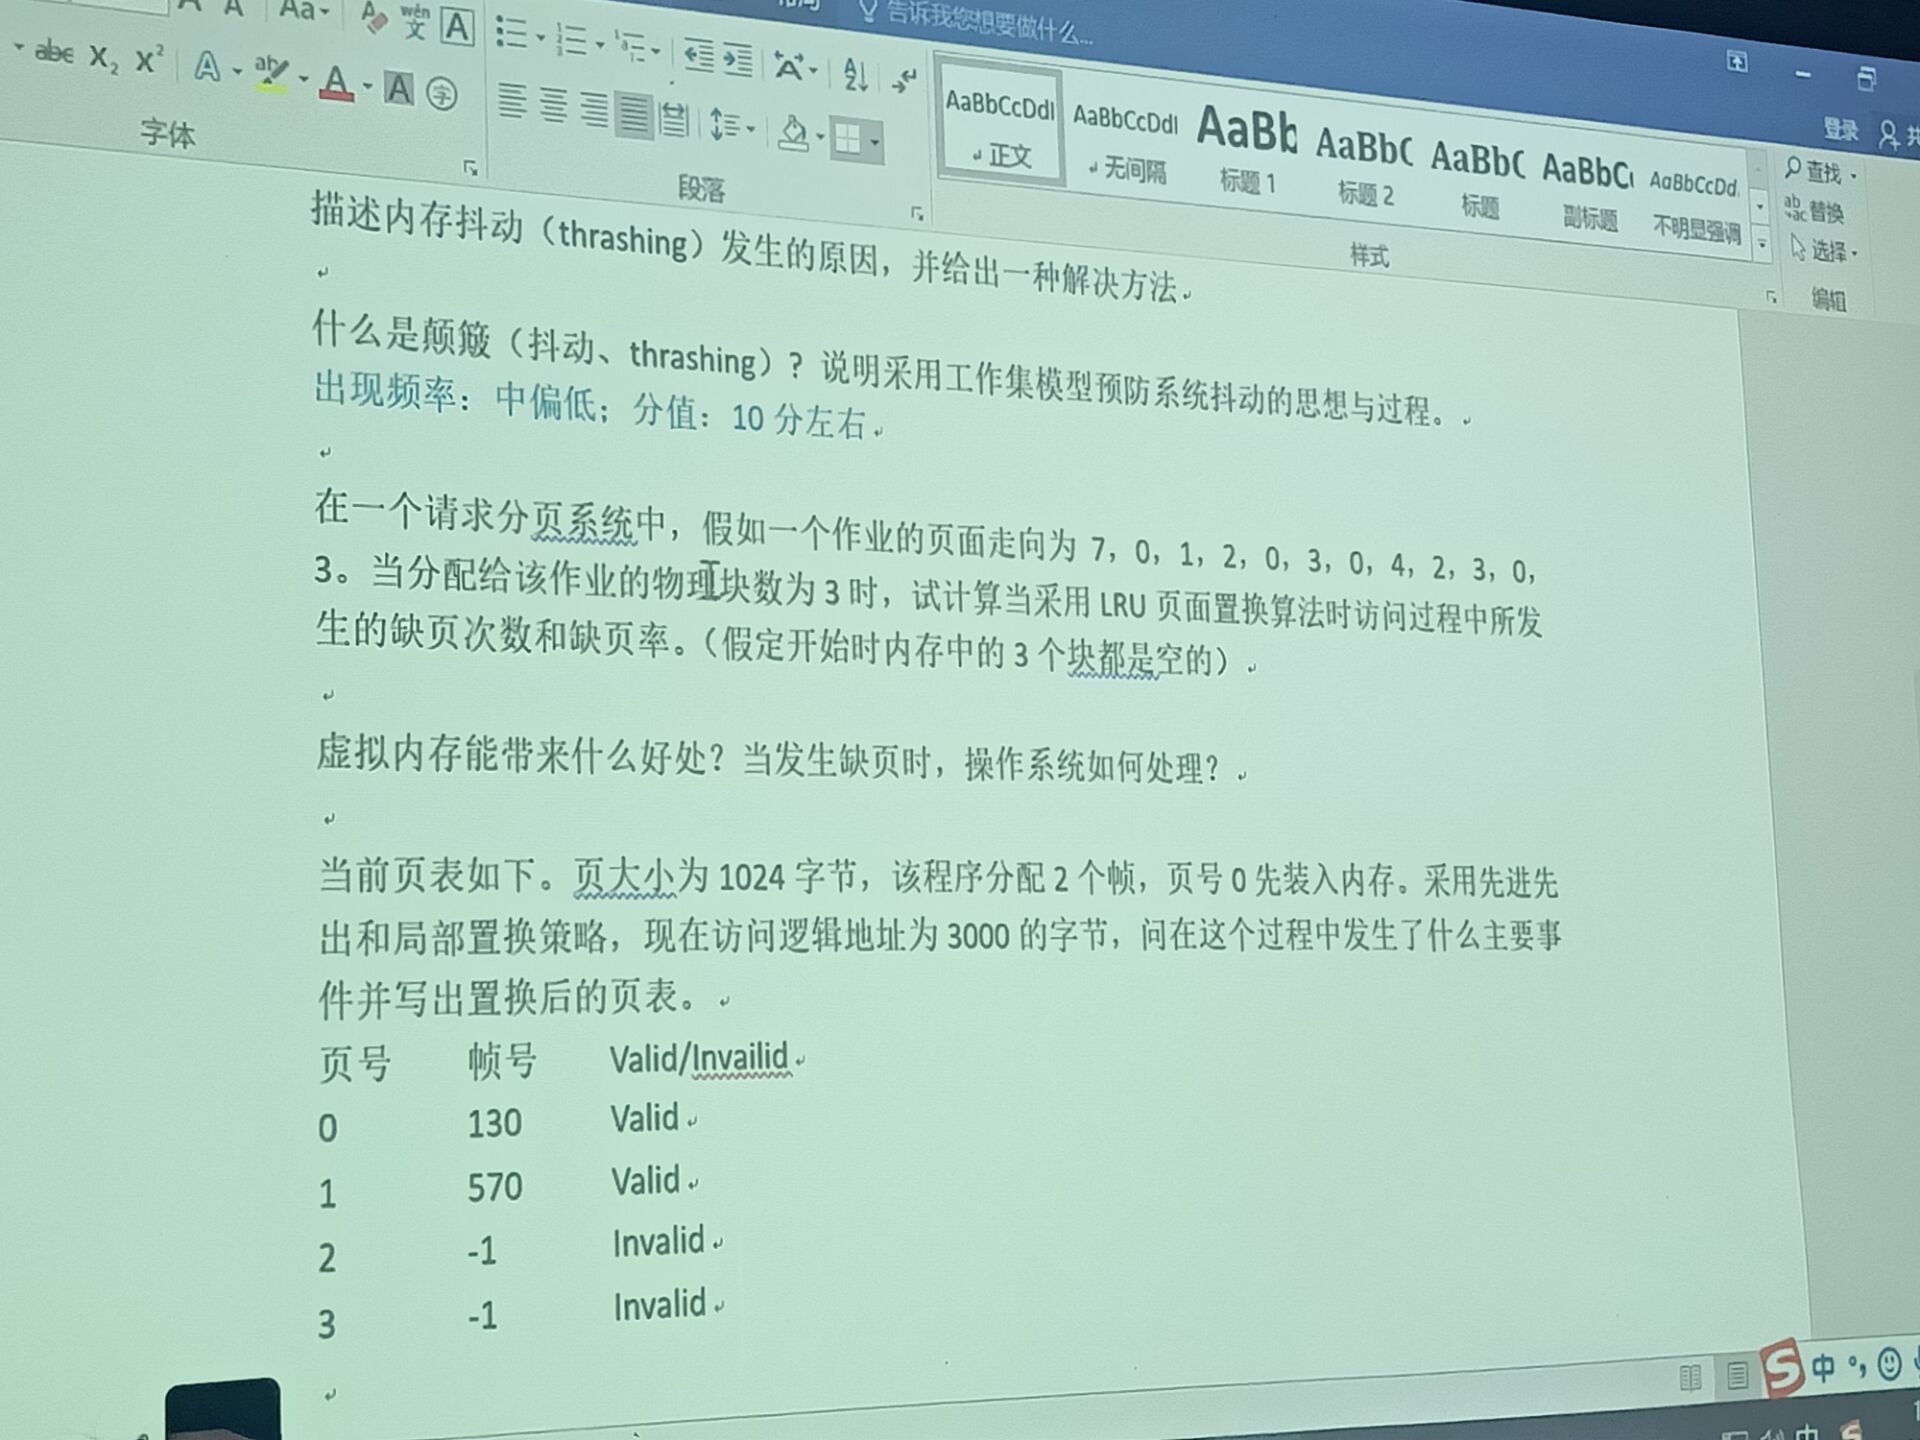 告诉我您想要做什么...
登录
Aa
wén
文
A
abc X₂ X² A ab A A 字
字体
段落
AaBbCcDdI AaBbCcDdI AaBb AaBbC AaBbC AaBbC AaBbCcDd
正文 无间隔 标题 1 标题 2 标题 副标题 不明显强调
样式
查找
替换
选择
编辑
描述内存抖动（thrashing）发生的原因，并给出一种解决方法
什么是颠簸（抖动、thrashing）？说明采用工作集模型预防系统抖动的思想与过程。
出现频率：中偏低；分值：10 分左右
在一个请求分页系统中，假如一个作业的页面走向为 7，0，1，2，0，3，0，4，2，3，0，
3。当分配给该作业的物理块数为 3 时，试计算当采用 LRU 页面置换算法时访问过程中所发
生的缺页次数和缺页率。（假定开始时内存中的 3 个块都是空的）
虚拟内存能带来什么好处？当发生缺页时，操作系统如何处理？
当前页表如下。页大小为 1024 字节，该程序分配 2 个帧，页号 0 先装入内存。采用先进先
出和局部置换策略，现在访问逻辑地址为 3000 的字节，问在这个过程中发生了什么主要事
件并写出置换后的页表。
页号 帧号 Valid/Invailid
0 130 Valid
1 570 Valid
2 -1 Invalid
3 -1 Invalid
中